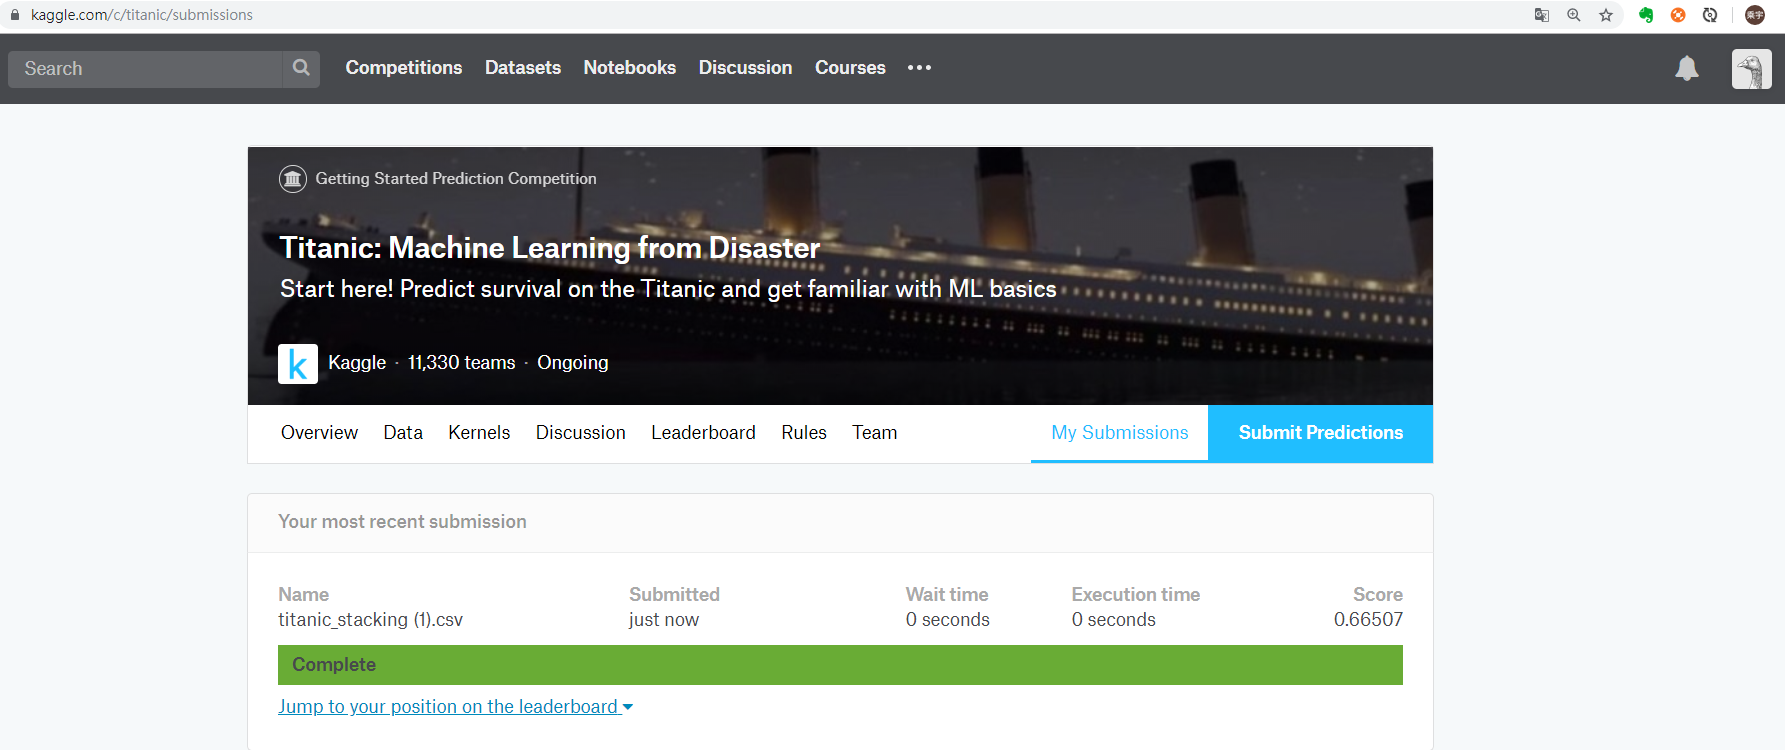 kaggle.com/c/titanic/submissions
Search
Competitions Datasets Notebooks Discussion Courses
Getting Started Prediction Competition
Titanic: Machine Learning from Disaster
Start here! Predict survival on the Titanic and get familiar with ML basics
k Kaggle · 11,330 teams · Ongoing
Overview Data Kernels Discussion Leaderboard Rules Team My Submissions Submit Predictions
Your most recent submission
Name Submitted Wait time Execution time Score
titanic_stacking (1).csv just now 0 seconds 0 seconds 0.66507
Complete
Jump to your position on the leaderboard